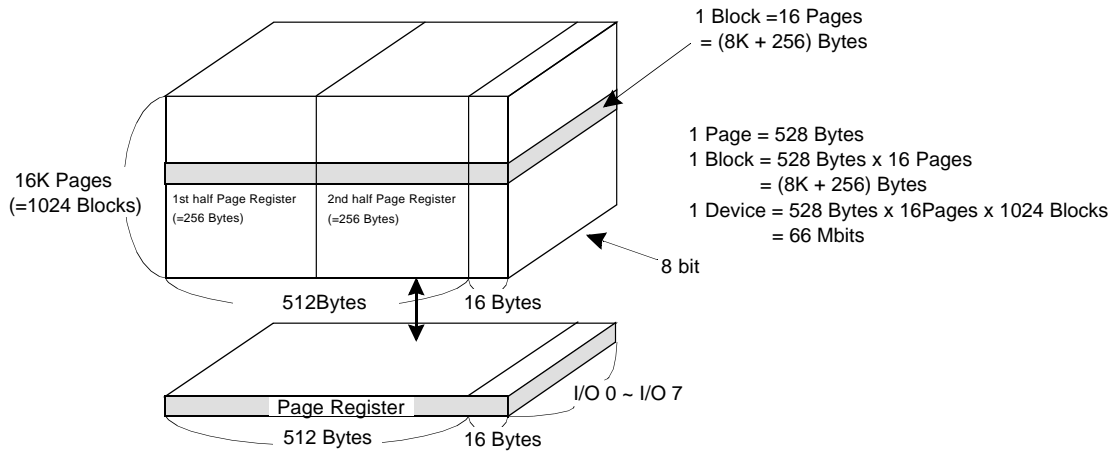 1 Block =16 Pages
= (8K + 256) Bytes
1 Page = 528 Bytes
1 Block = 528 Bytes x 16 Pages
= (8K + 256) Bytes
1 Device = 528 Bytes x 16Pages x 1024 Blocks
= 66 Mbits
16K Pages
(=1024 Blocks)
1st half Page Register
(=256 Bytes)
2nd half Page Register
(=256 Bytes)
8 bit
512Bytes
16 Bytes
I/O 0 ~ I/O 7
Page Register
512 Bytes
16 Bytes